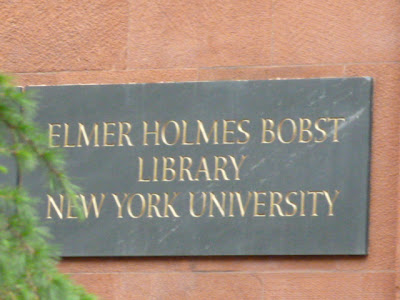 ELMER HOLMES BOBST
LIBRARY
NEW YORK UNIVERSITY